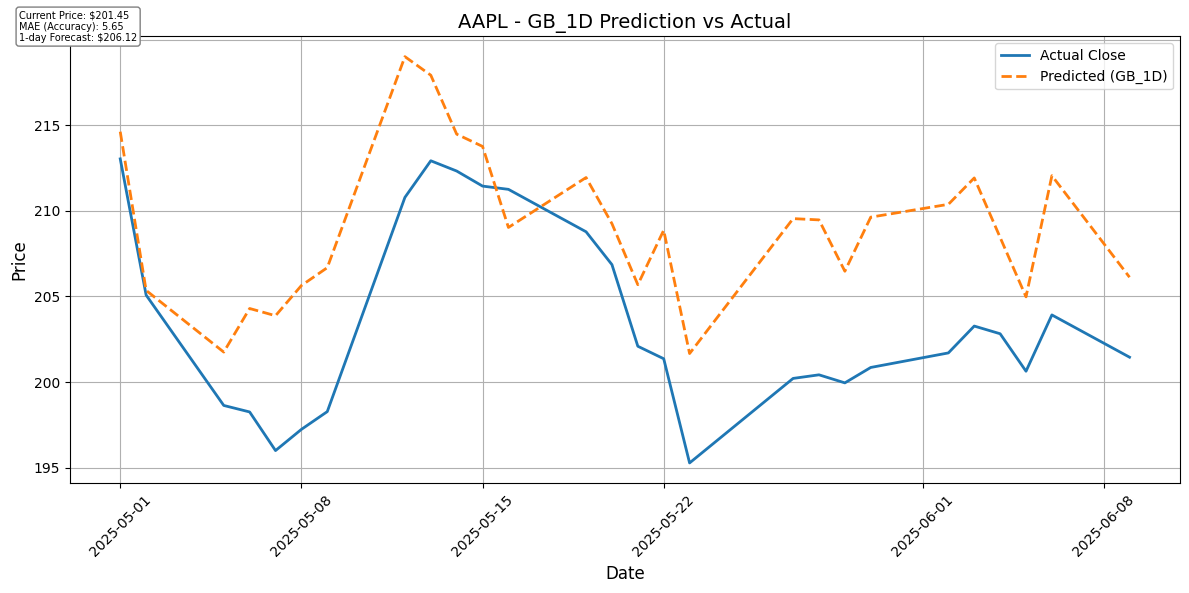 AAPL - GB_1D Prediction vs Actual
Current Price: $201.45
MAE (Accuracy): 5.65
1-day Forecast: $206.12
Actual Close
Predicted (GB_1D)
Price
215
210
205
200
195
2025-05-01
2025-05-08
2025-05-15
2025-05-22
2025-06-01
2025-06-08
Date